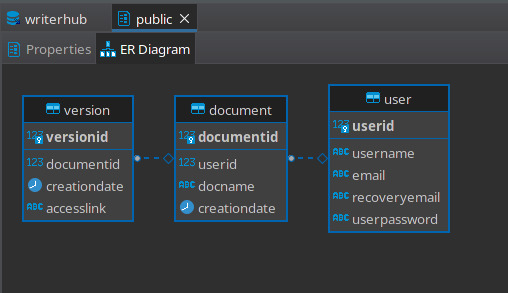 writerhub public
Properties ER Diagram
version
versionid
documentid
creationdate
accesslink
document
documentid
userid
docname
creationdate
user
userid
username
email
recoveryemail
userpassword